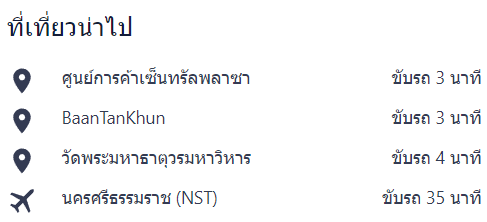 ที่เที่ยวน่าไป
ศูนย์การค้าเซ็นทรัลพลาซา ขับรถ 3 นาที
BaanTanKhun ขับรถ 3 นาที
วัดพระมหาธาตุวรมหาวิหาร ขับรถ 4 นาที
นครศรีธรรมราช (NST) ขับรถ 35 นาที